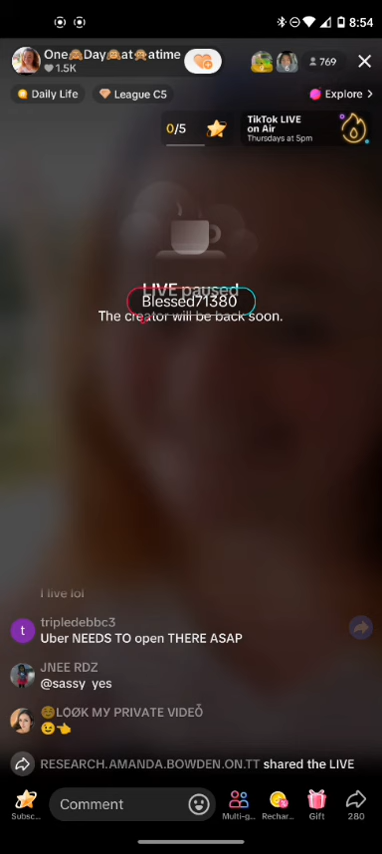 8:54
One🙈Day🙉at🙊atime
1.5K
769
Daily Life
League C5
Explore >
0/5
TikTok LIVE
on Air
Thursdays at 5pm
LIVE paused
Blessed71380
The creator will be back soon.
I live lol
tripledebbc3
Uber NEEDS TO open THERE ASAP
JNEE RDZ
@sassy yes
LOØK MY PRIVATE VIDEǑ
😉👈
RESEARCH.AMANDA.BOWDEN.ON.TT shared the LIVE
Subsc...
Comment
Multi-g...
Rechar...
Gift
280